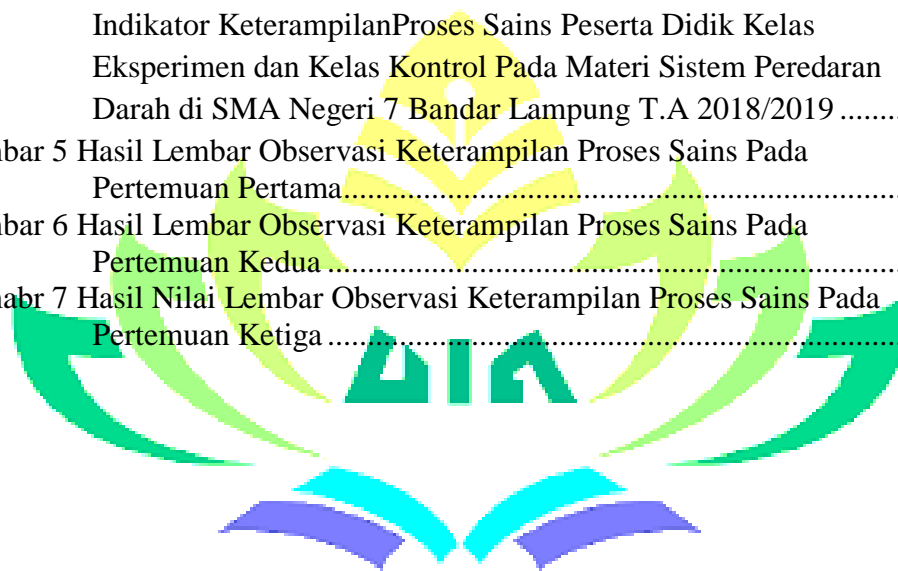 Indikator KeterampilanProses Sains Peserta Didik Kelas
Eksperimen dan Kelas Kontrol Pada Materi Sistem Peredaran
Darah di SMA Negeri 7 Bandar Lampung T.A 2018/2019 ........
bar 5 Hasil Lembar Observasi Keterampilan Proses Sains Pada
Pertemuan Pertama......................................................................
bar 6 Hasil Lembar Observasi Keterampilan Proses Sains Pada
Pertemuan Kedua ........................................................................
abr 7 Hasil Nilai Lembar Observasi Keterampilan Proses Sains Pada
Pertemuan Ketiga ........................................................................